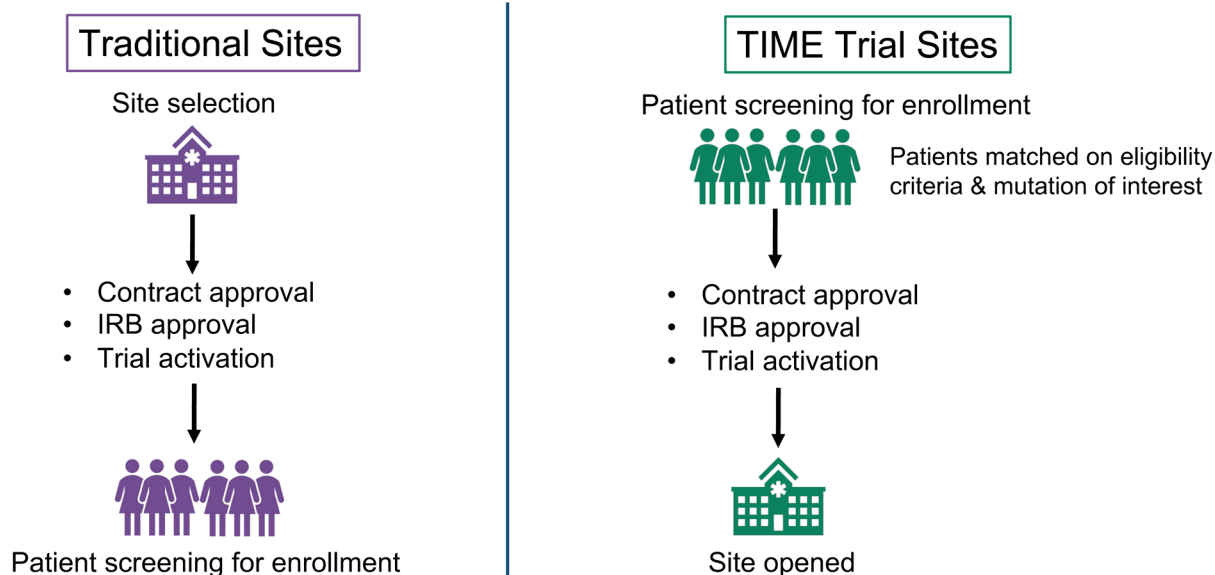 Traditional Sites
Site selection
• Contract approval
• IRB approval
• Trial activation
Patient screening for enrollment
TIME Trial Sites
Patient screening for enrollment
Patients matched on eligibility
criteria & mutation of interest
• Contract approval
• IRB approval
• Trial activation
Site opened